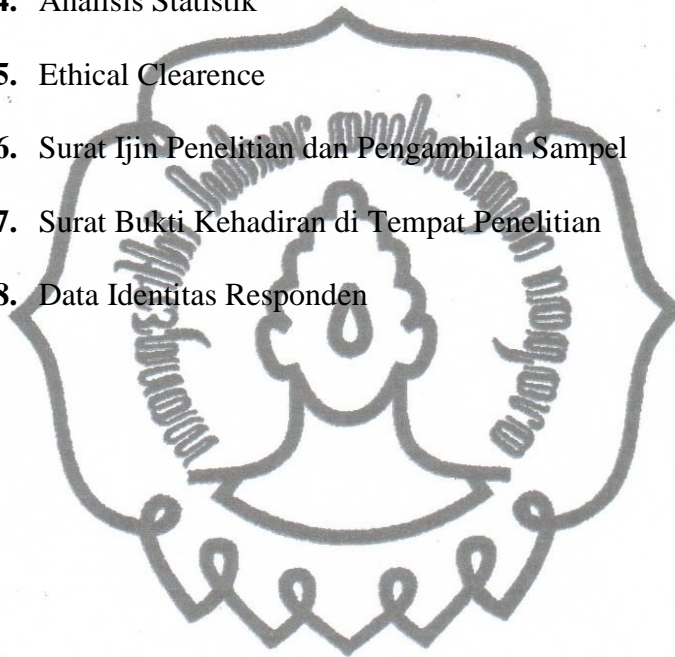 4. Analisis Statistik
5. Ethical Clearence
6. Surat Ijin Penelitian dan Pengambilan Sampel
7. Surat Bukti Kehadiran di Tempat Penelitian
8. Data Identitas Responden